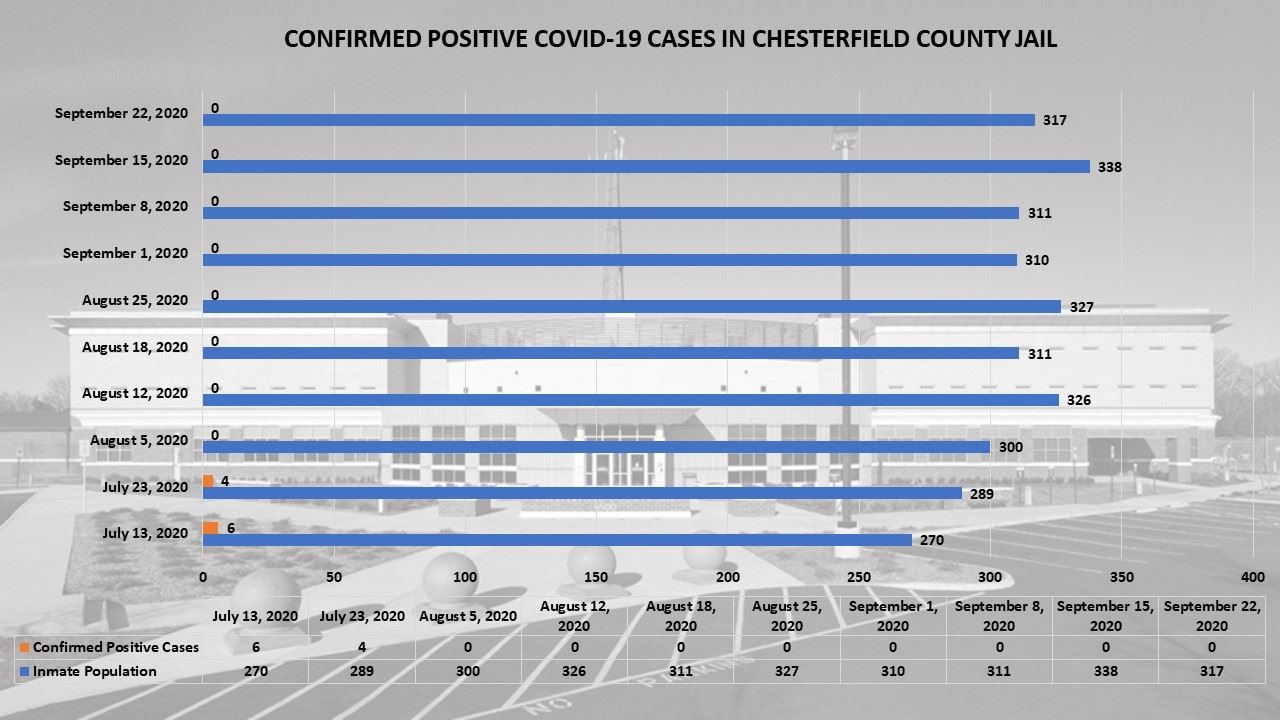 CONFIRMED POSITIVE COVID-19 CASES IN CHESTERFIELD COUNTY JAIL
September 22, 2020 0 317
September 15, 2020 0 338
September 8, 2020 0 311
September 1, 2020 0 310
August 25, 2020 0 327
August 18, 2020 0 311
August 12, 2020 0 326
August 5, 2020 0 300
July 23, 2020 4 289
July 13, 2020 6 270
0 50 100 150 200 250 300 350 400
July 13, 2020 July 23, 2020 August 5, 2020 August 12, 2020 August 18, 2020 August 25, 2020 September 1, 2020 September 8, 2020 September 15, 2020 September 22, 2020
Confirmed Positive Cases 6 4 0 0 0 0 0 0 0 0
Inmate Population 270 289 300 326 311 327 310 311 338 317
NO PARKING